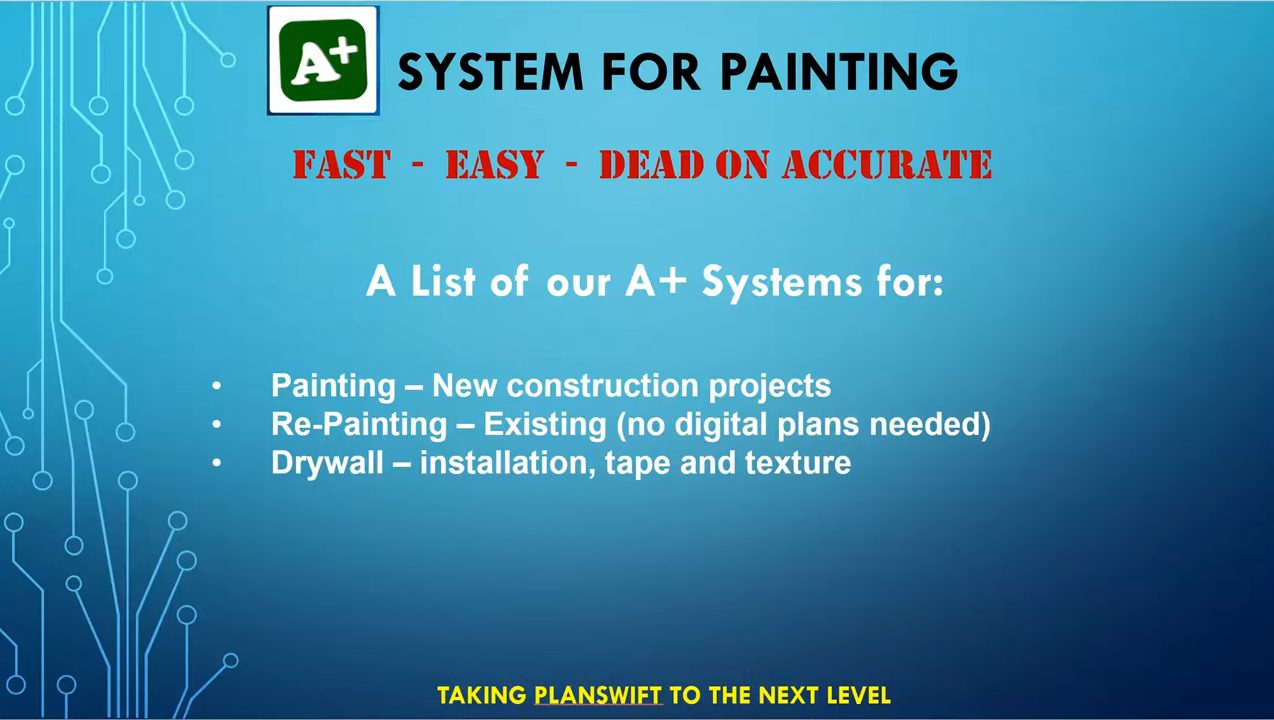 A+
SYSTEM FOR PAINTING
FAST - EASY - DEAD ON ACCURATE
A List of our A+ Systems for:
• Painting – New construction projects
• Re-Painting – Existing (no digital plans needed)
• Drywall – installation, tape and texture
TAKING PLANSWIFT TO THE NEXT LEVEL